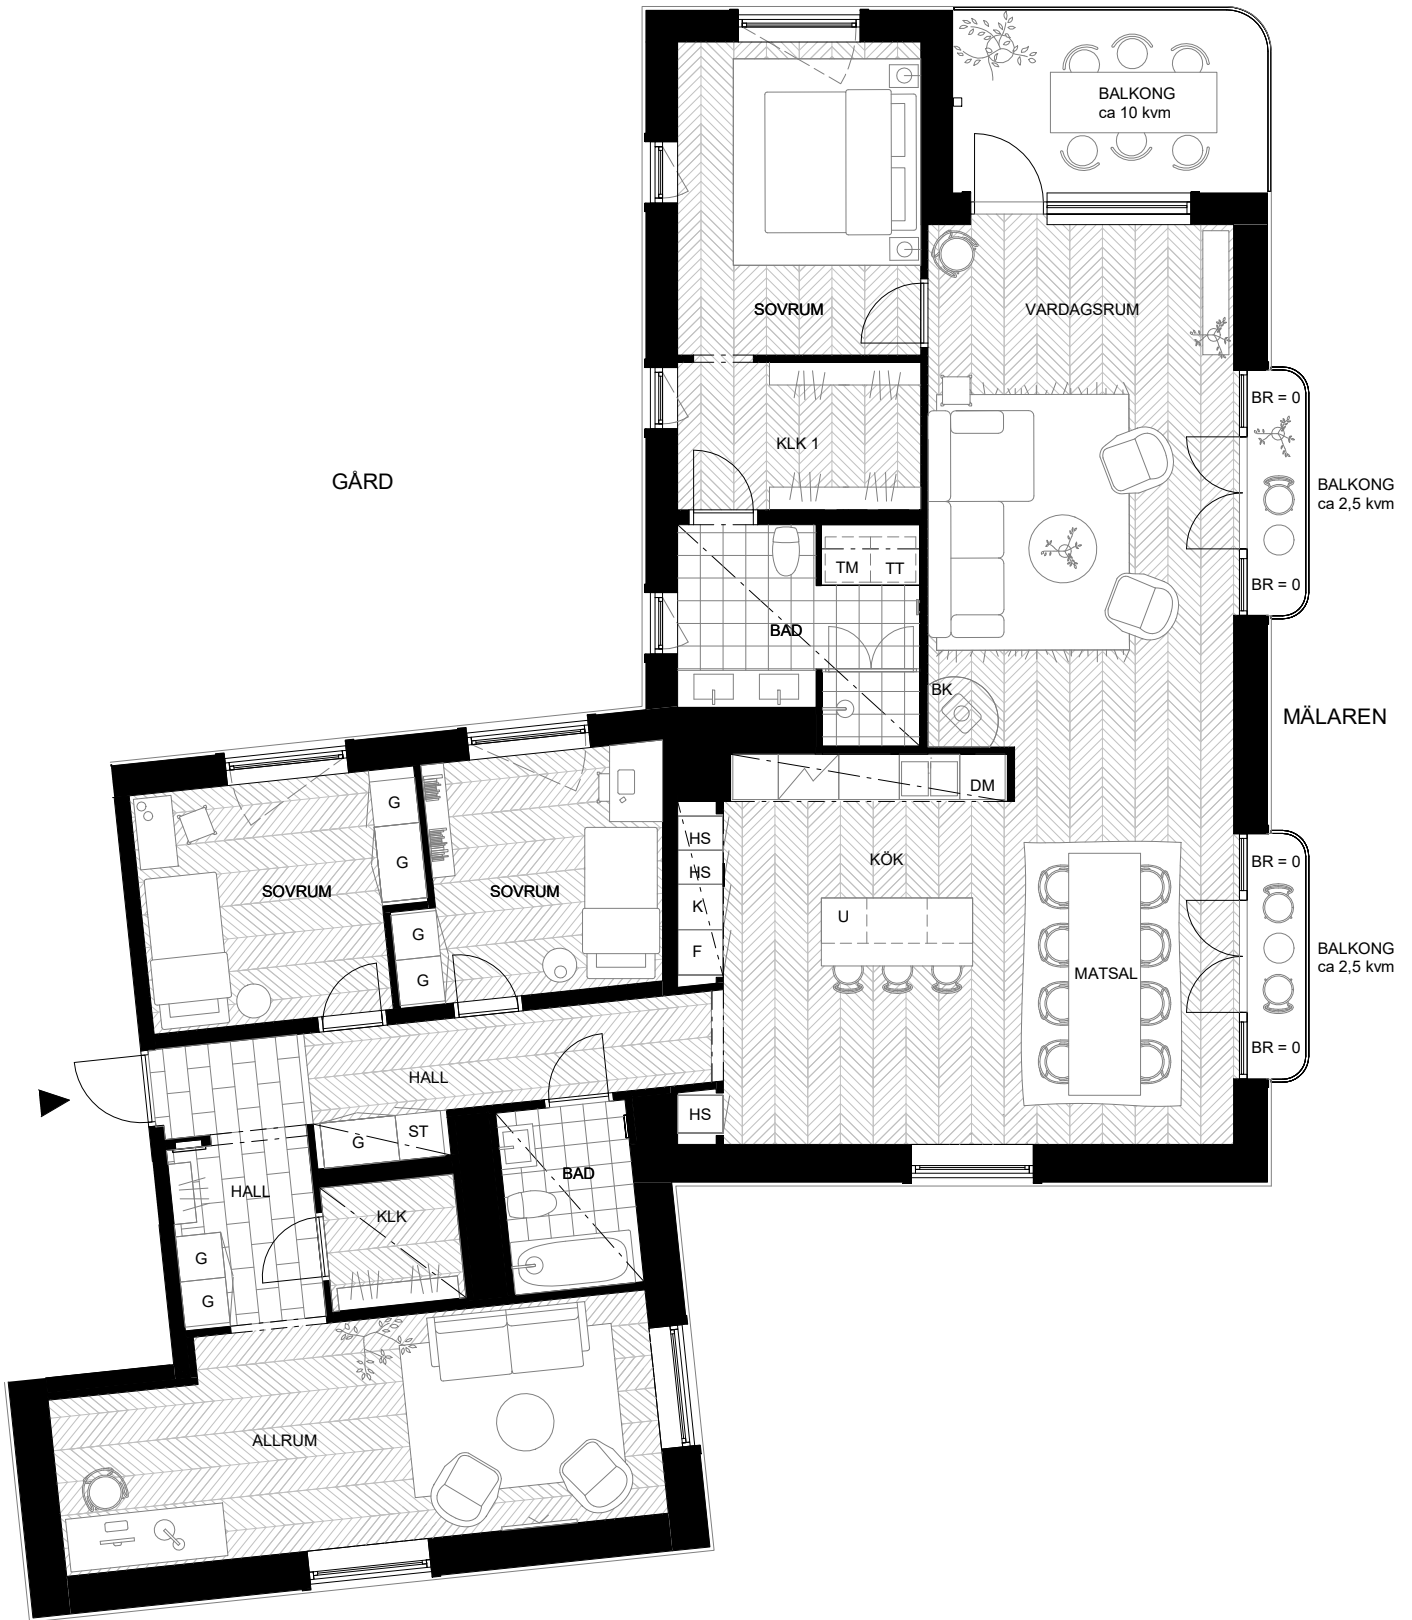 BALKONG
ca 10 kvm
SOVRUM
VARDAGSRUM
BR = 0
KLK 1
GÅRD
BALKONG
ca 2,5 kvm
TM
TT
BR = 0
BAD
BK
MÄLAREN
DM
G
HS
KÖK
BR = 0
G
HS
SOVRUM
SOVRUM
K
U
G
F
BALKONG
ca 2,5 kvm
G
MATSAL
BR = 0
HALL
HS
G
ST
BAD
HALL
KLK
G
G
ALLRUM